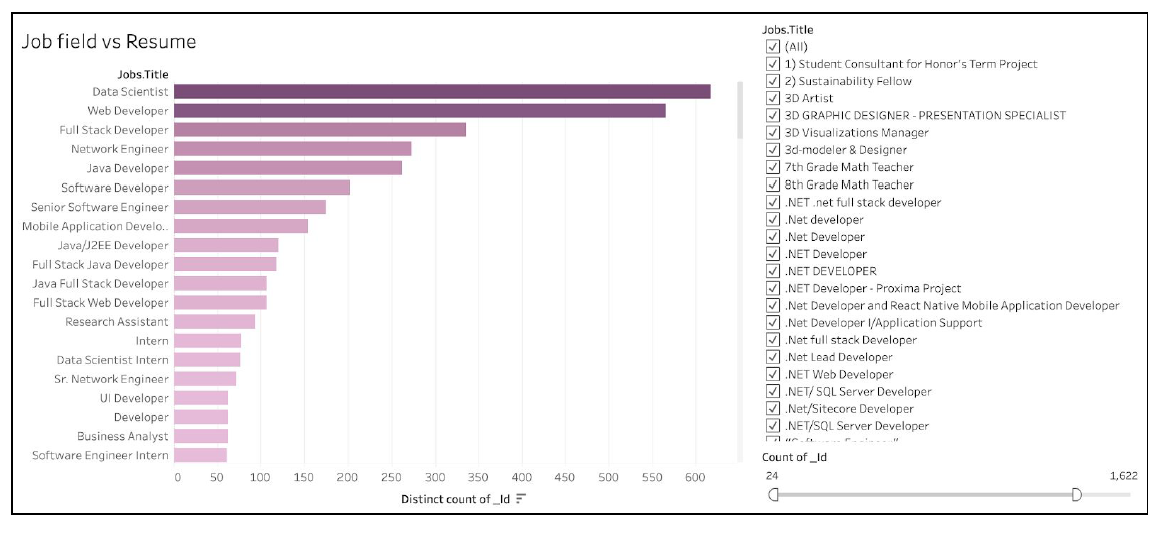 Job field vs Resume
Jobs.Title
Data Scientist
Web Developer
Full Stack Developer
Network Engineer
Java Developer
Software Developer
Senior Software Engineer
Mobile Application Develo..
Java/J2EE Developer
Full Stack Java Developer
Java Full Stack Developer
Full Stack Web Developer
Research Assistant
Intern
Data Scientist Intern
Sr. Network Engineer
UI Developer
Developer
Business Analyst
Software Engineer Intern
0 50 100 150 200 250 300 350 400 450 500 550 600
Distinct count of _Id
Jobs.Title
(All)
1) Student Consultant for Honor's Term Project
2) Sustainability Fellow
3D Artist
3D GRAPHIC DESIGNER - PRESENTATION SPECIALIST
3D Visualizations Manager
3d-modeler & Designer
7th Grade Math Teacher
8th Grade Math Teacher
.NET .net full stack developer
.Net developer
.Net Developer
.NET Developer
.NET DEVELOPER
.NET Developer - Proxima Project
.Net Developer and React Native Mobile Application Developer
.Net Developer I/Application Support
.Net full stack Developer
.Net Lead Developer
.NET Web Developer
.NET/ SQL Server Developer
.Net/Sitecore Developer
.NET/SQL Server Developer
"Software Engineer"
Count of _Id
24 1,622